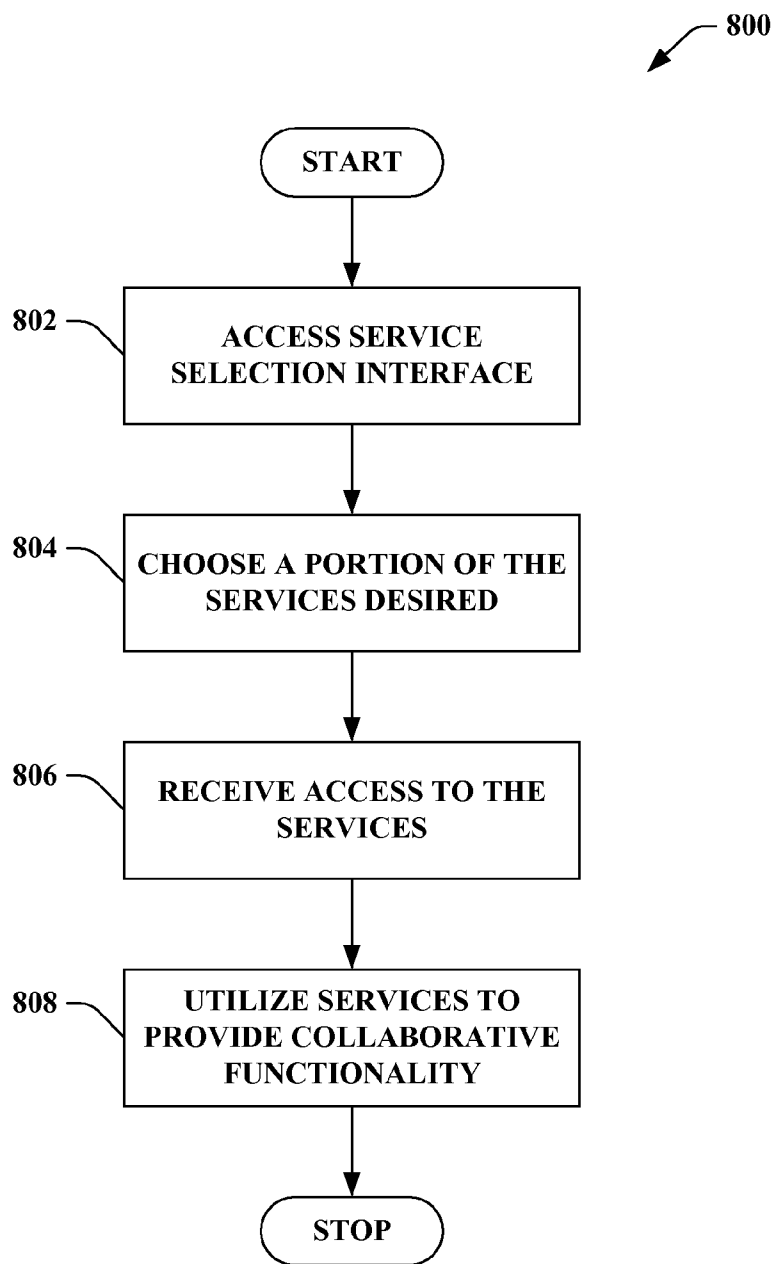 800
START
802
ACCESS SERVICE
SELECTION INTERFACE
804
CHOOSE A PORTION OF THE
SERVICES DESIRED
806
RECEIVE ACCESS TO THE
SERVICES
808
UTILIZE SERVICES TO
PROVIDE COLLABORATIVE
FUNCTIONALITY
STOP